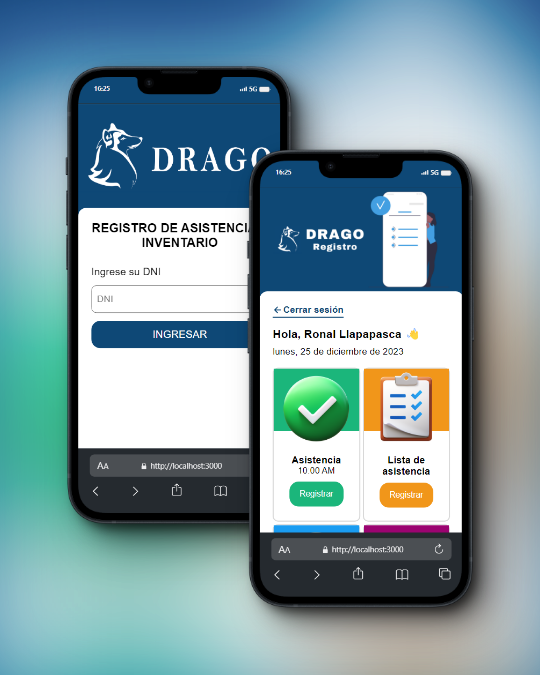 16:25
5G
DRAGO
REGISTRO DE ASISTENCIA
INVENTARIO
Ingrese su DNI
DNI
INGRESAR
AA
http://localhost:3000
16:25
5G
DRAGO
Registro
Cerrar sesión
Hola, Ronal Llapapasca 👋
lunes, 25 de diciembre de 2023
Asistencia
10:00 AM
Registrar
Lista de
asistencia
Registrar
AA
http://localhost:3000